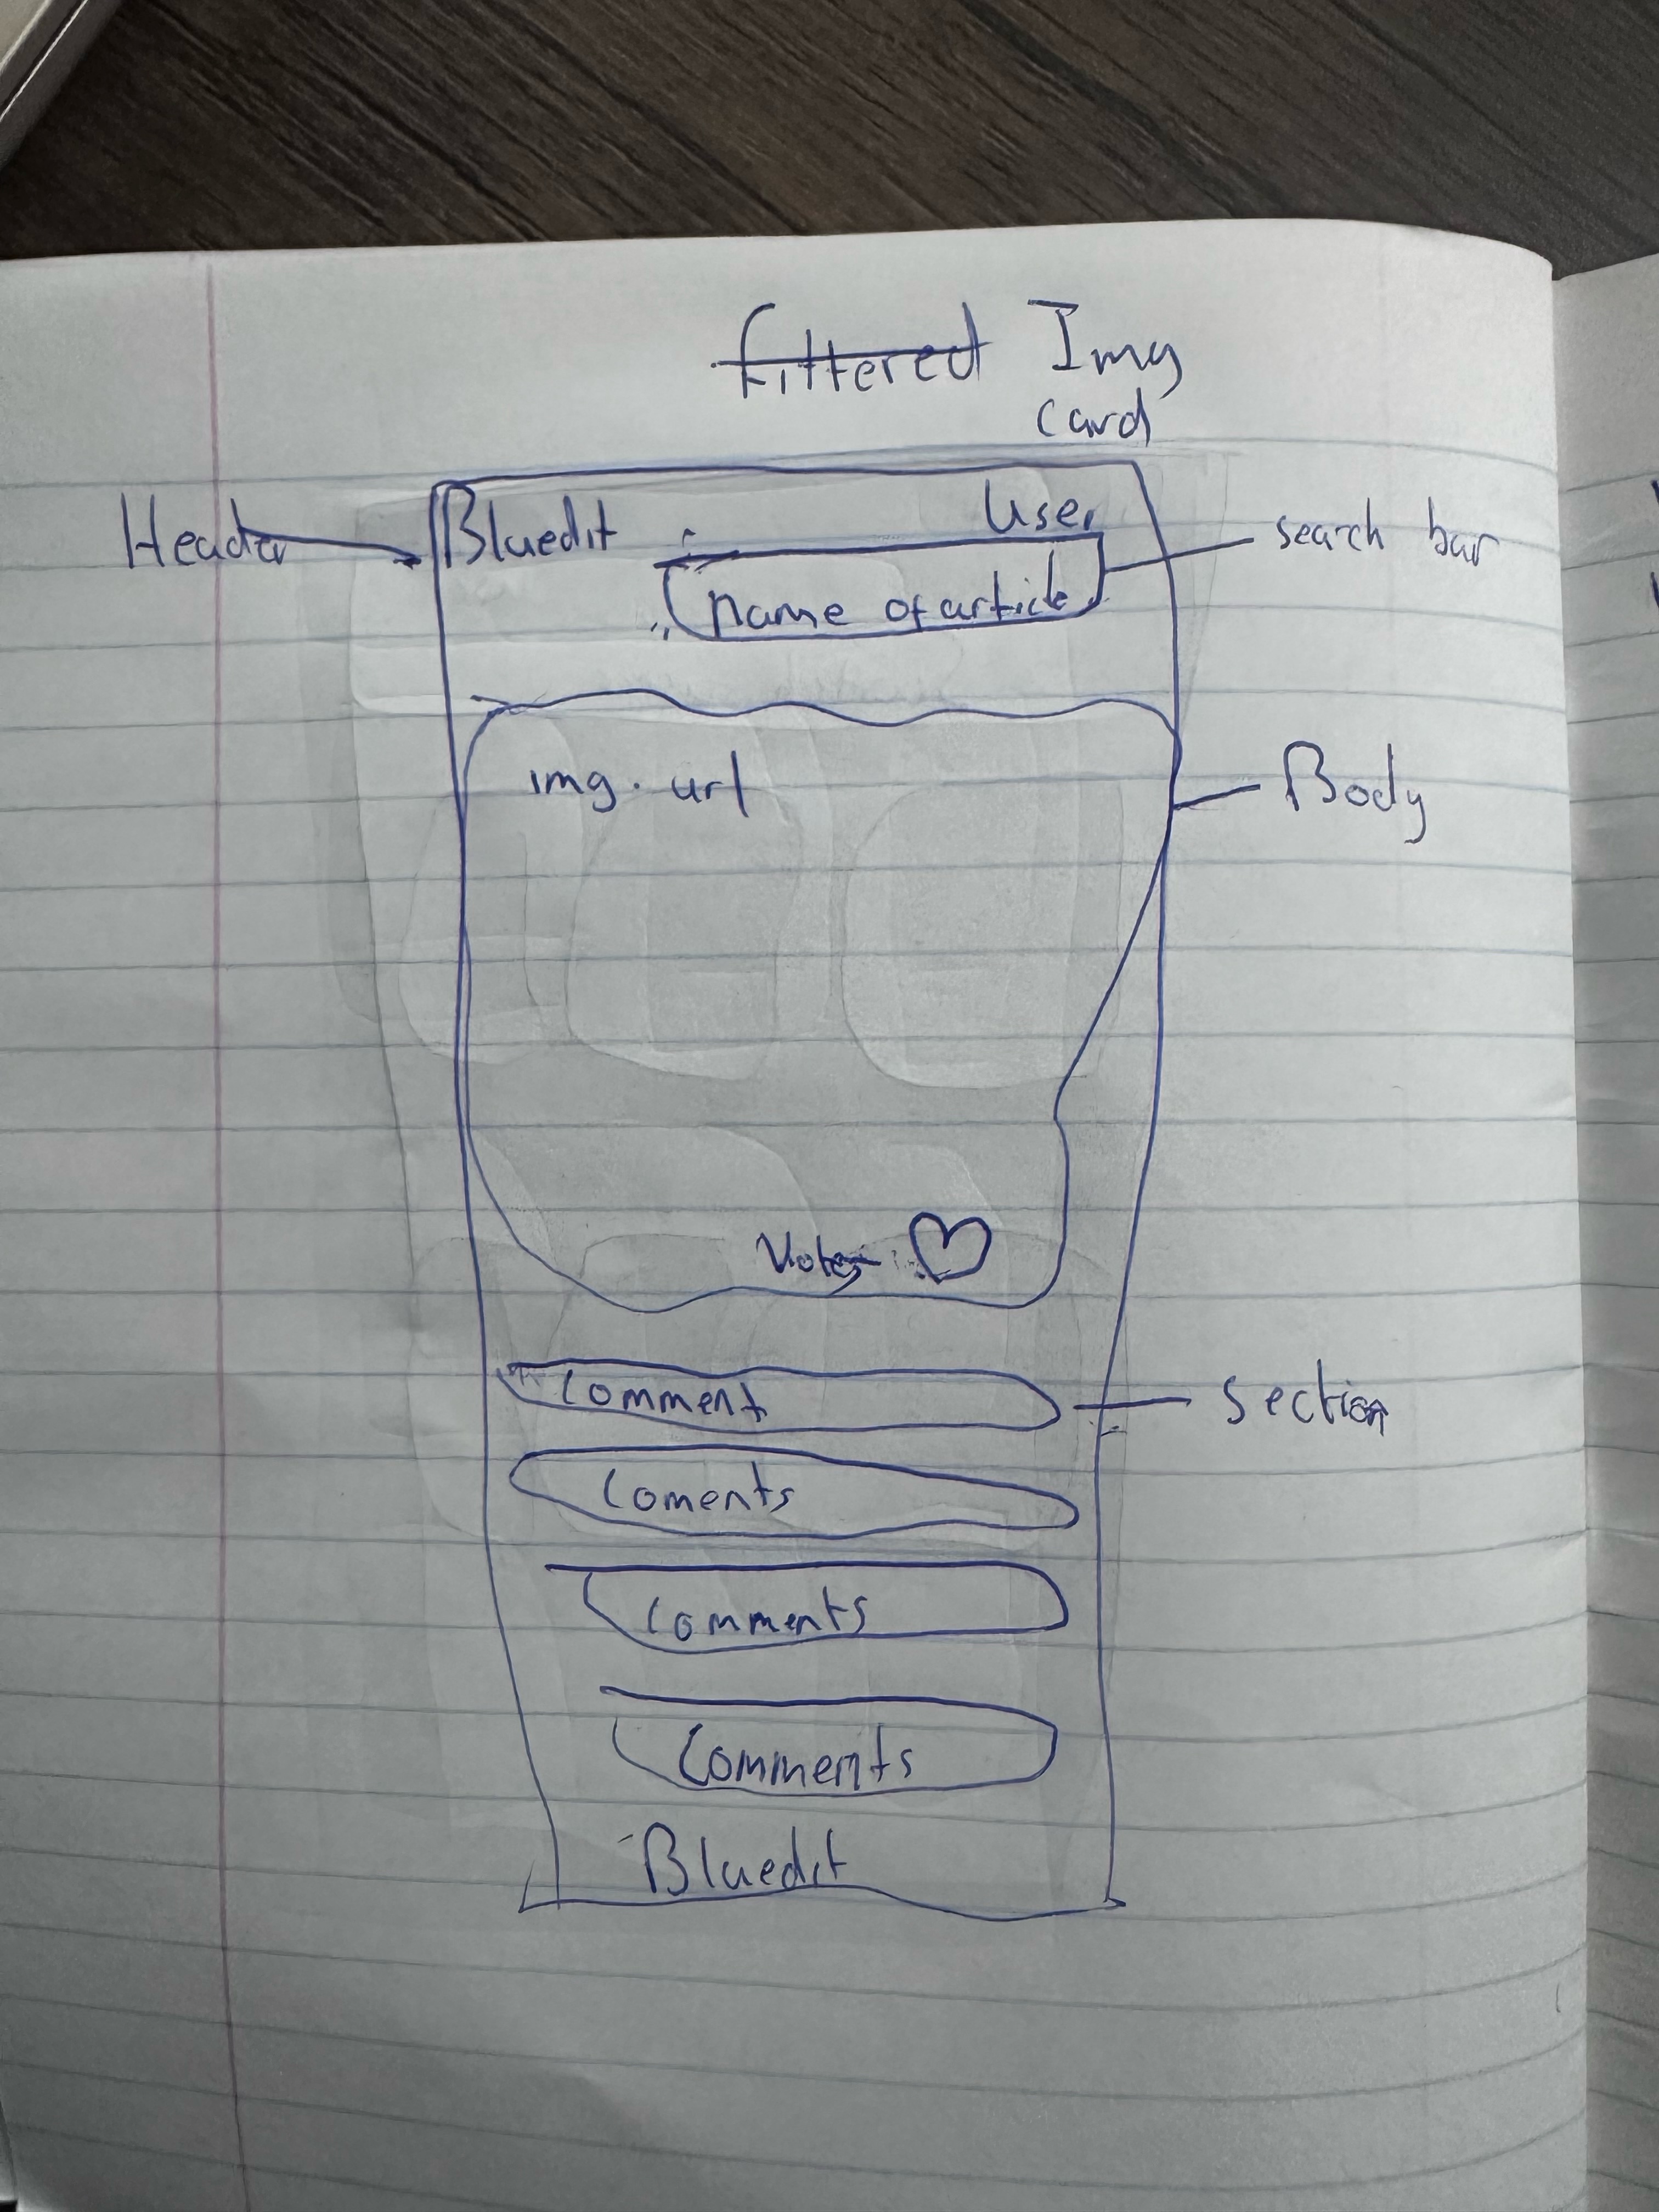 filtered Img
card
Header Bluedit User search bar
name of article
img.url
Body
Votes
Comment section
Coments
Comments
Comments
Bluedit